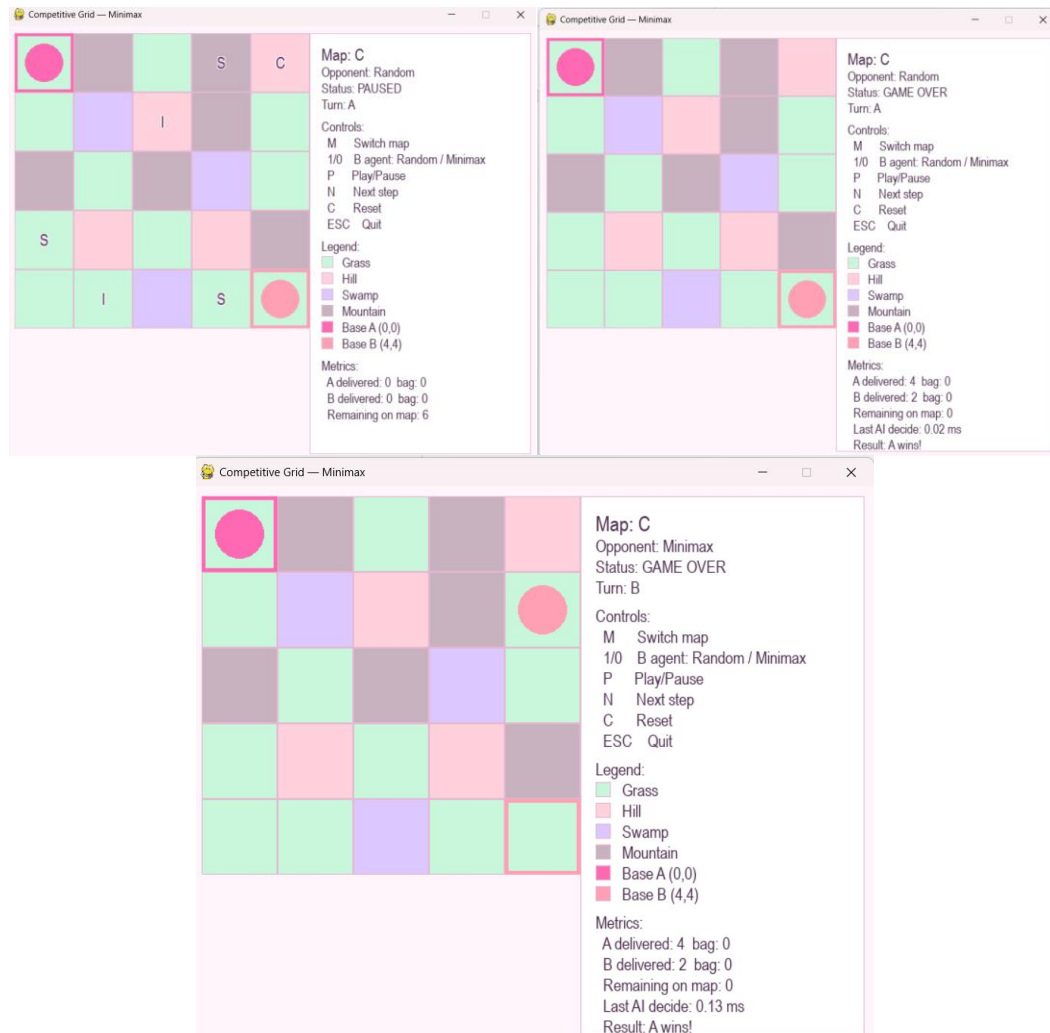 Competitive Grid — Minimax
S C
I
S
I S
Map: C
Opponent: Random
Status: PAUSED
Turn: A
Controls:
M Switch map
1/0 B agent: Random / Minimax
P Play/Pause
N Next step
C Reset
ESC Quit
Legend:
Grass
Hill
Swamp
Mountain
Base A (0,0)
Base B (4,4)
Metrics:
A delivered: 0 bag: 0
B delivered: 0 bag: 0
Remaining on map: 6
Competitive Grid — Minimax
Map: C
Opponent: Random
Status: GAME OVER
Turn: A
Controls:
M Switch map
1/0 B agent: Random / Minimax
P Play/Pause
N Next step
C Reset
ESC Quit
Legend:
Grass
Hill
Swamp
Mountain
Base A (0,0)
Base B (4,4)
Metrics:
A delivered: 4 bag: 0
B delivered: 2 bag: 0
Remaining on map: 0
Last AI decide: 0.02 ms
Result: A wins!
Competitive Grid — Minimax
Map: C
Opponent: Minimax
Status: GAME OVER
Turn: B
Controls:
M Switch map
1/0 B agent: Random / Minimax
P Play/Pause
N Next step
C Reset
ESC Quit
Legend:
Grass
Hill
Swamp
Mountain
Base A (0,0)
Base B (4,4)
Metrics:
A delivered: 4 bag: 0
B delivered: 2 bag: 0
Remaining on map: 0
Last AI decide: 0.13 ms
Result: A wins!